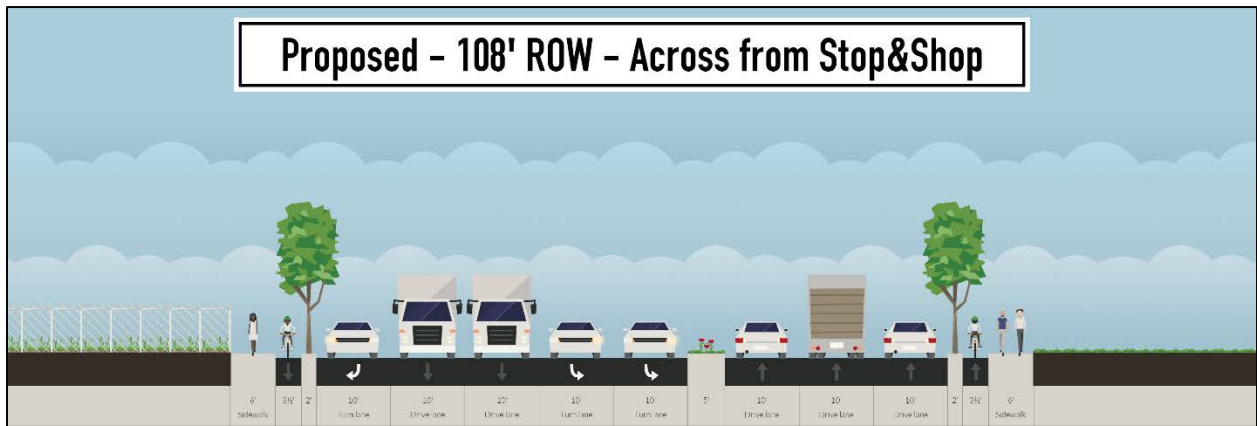 Proposed - 108' ROW - Across from Stop&Shop
6' 3½' 2' 10' 10' 10' 10' 10' 5' 10' 10' 10' 2' 3½' 6'
Sidewalk Turn lane Drive lane Drive lane Turn lane Turn lane Drive lane Drive lane Drive lane Sidewalk